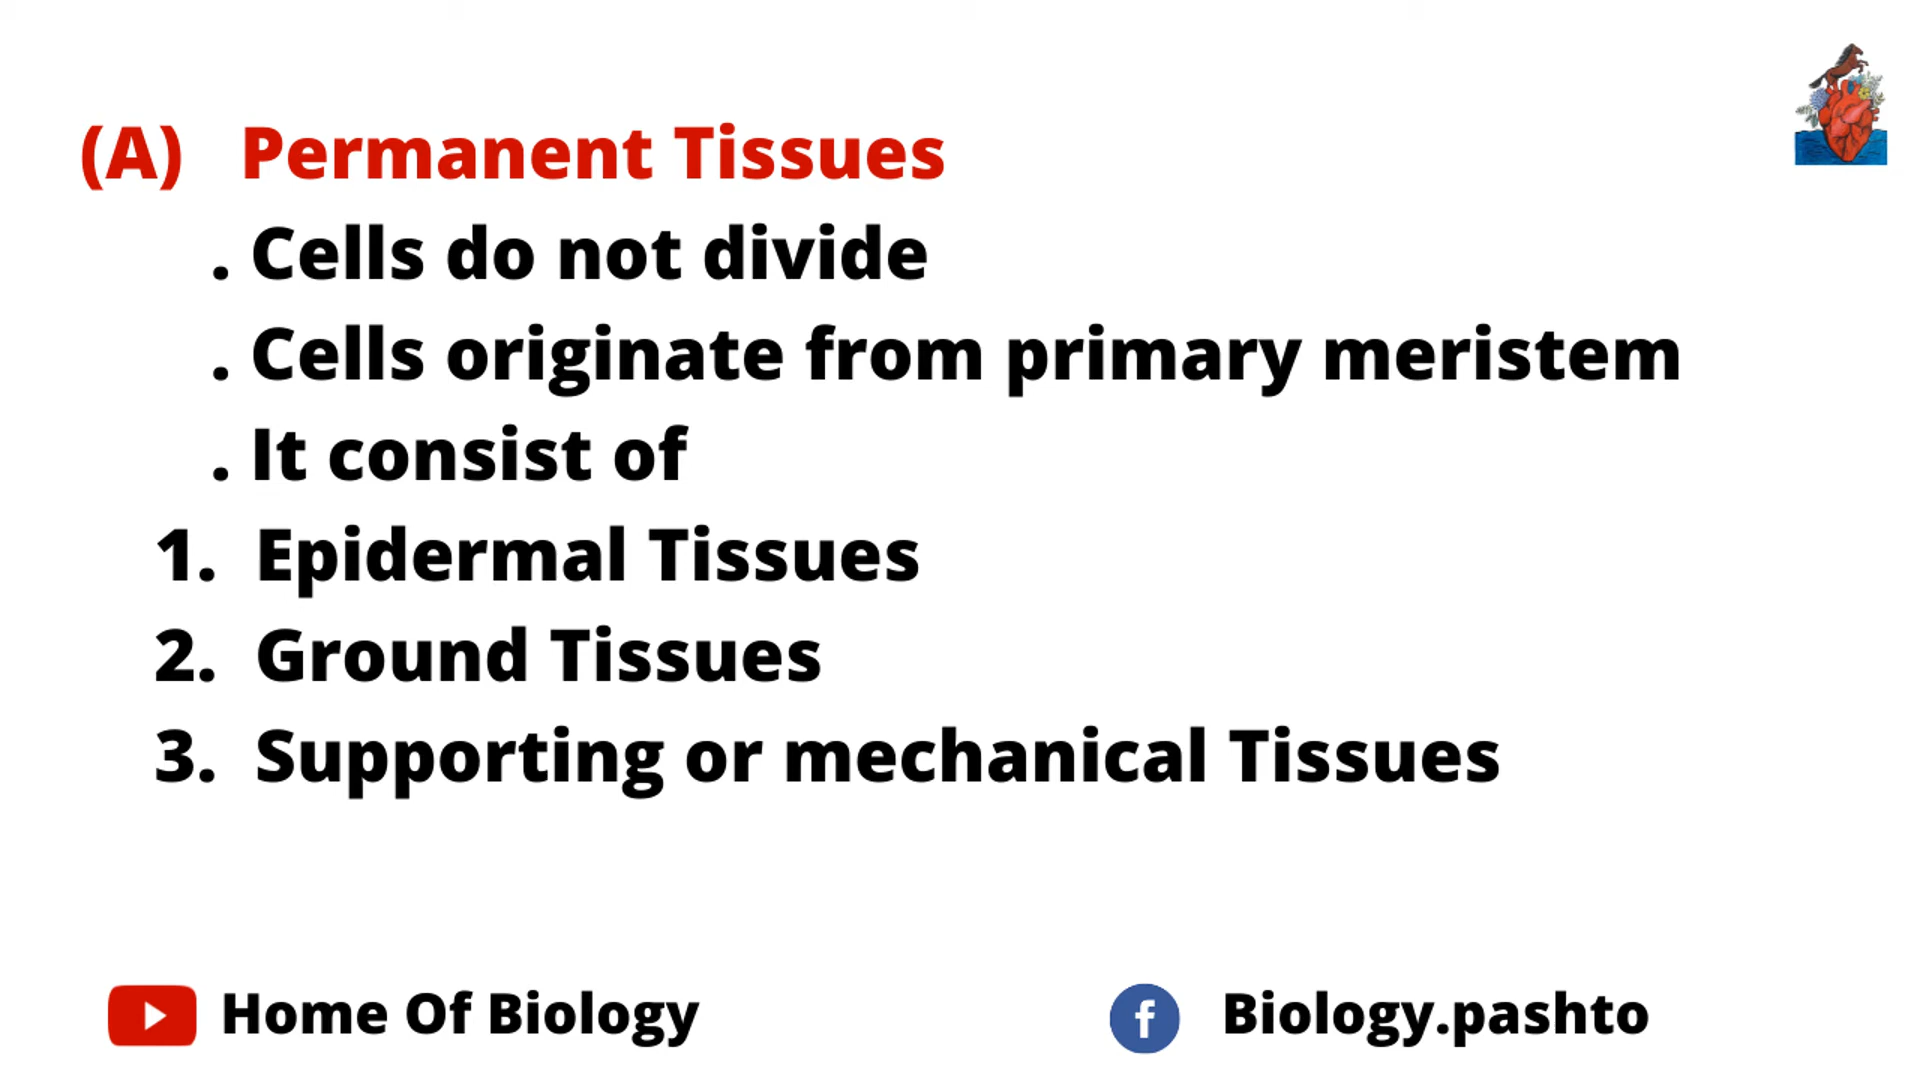 (A) Permanent Tissues
. Cells do not divide
. Cells originate from primary meristem
. It consist of
1. Epidermal Tissues
2. Ground Tissues
3. Supporting or mechanical Tissues
Home Of Biology
Biology.pashto